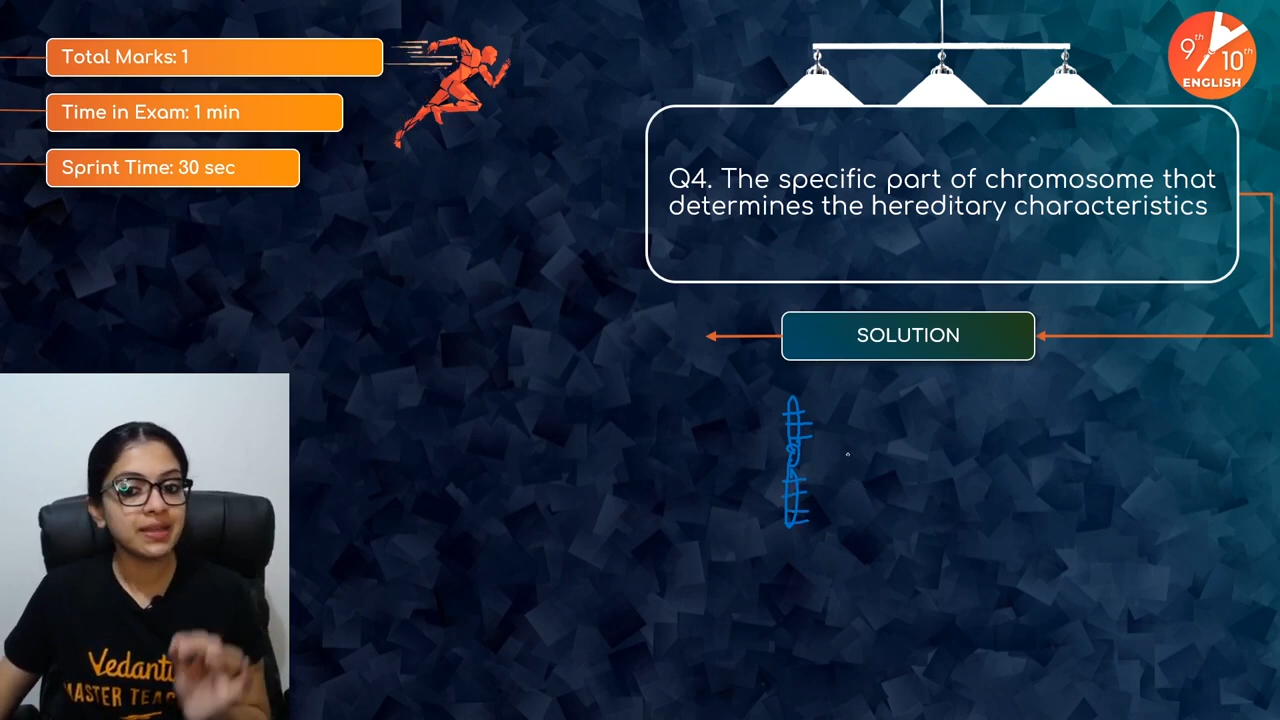 Total Marks: 1
Time in Exam: 1 min
Sprint Time: 30 sec
9th
10th
ENGLISH
Q4. The specific part of chromosome that
determines the hereditary characteristics
SOLUTION
Vedantu
MASTER TEAC